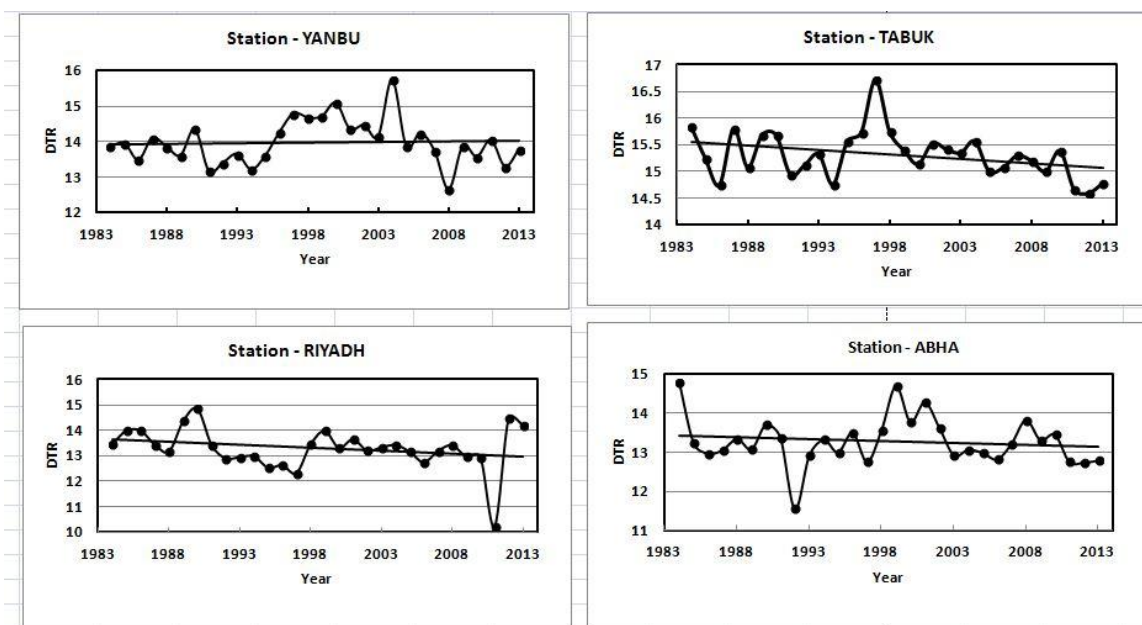 Station - YANBU
16
15
14
13
12
DTR
1983 1988 1993 1998 2003 2008 2013
Year
Station - TABUK
17
16.5
16
15.5
15
14.5
14
DTR
1983 1988 1993 1998 2003 2008 2013
Year
Station - RIYADH
16
15
14
13
12
11
10
DTR
1983 1988 1993 1998 2003 2008 2013
Year
Station - ABHA
15
14
13
12
11
DTR
1983 1988 1993 1998 2003 2008 2013
Year